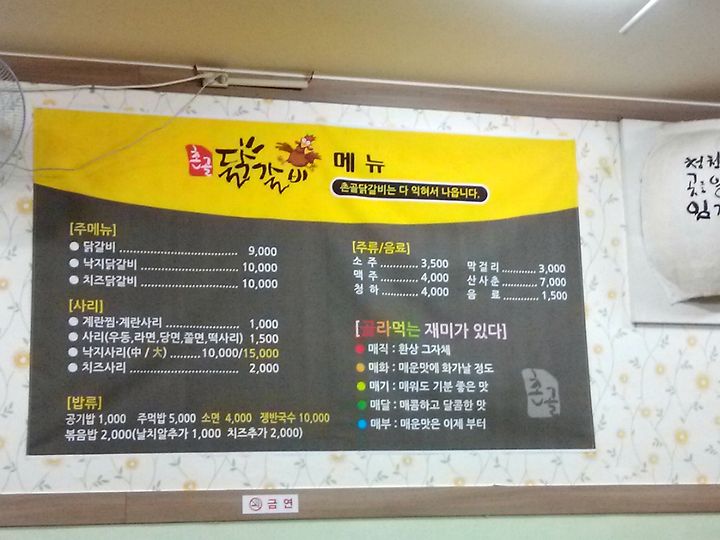 촌골 닭갈비 메뉴
촌골닭갈비는 다 익혀서 나옵니다.
[주메뉴]
닭갈비 9,000
낙지닭갈비 10,000
치즈닭갈비 10,000
[사리]
계란찜·계란사리 1,000
사리(우동,라면,당면,쫄면,떡사리) 1,500
낙지사리(中/大) 10,000/15,000
치즈사리 2,000
[밥류]
공기밥 1,000 주먹밥 5,000 소면 4,000 쟁반국수 10,000
볶음밥 2,000(날치알추가 1,000 치즈추가 2,000)
[주류/음료]
소주 3,500 막걸리 3,000
맥주 4,000 산사춘 7,000
청하 4,000 음료 1,500
[골라먹는 재미가 있다]
매직 : 환상 그자체
매화 : 매운맛에 화가날 정도
매기 : 매워도 기분 좋은 맛
매달 : 매콤하고 달콤한 맛
매부 : 매운맛은 이제 부터
촌골
금연